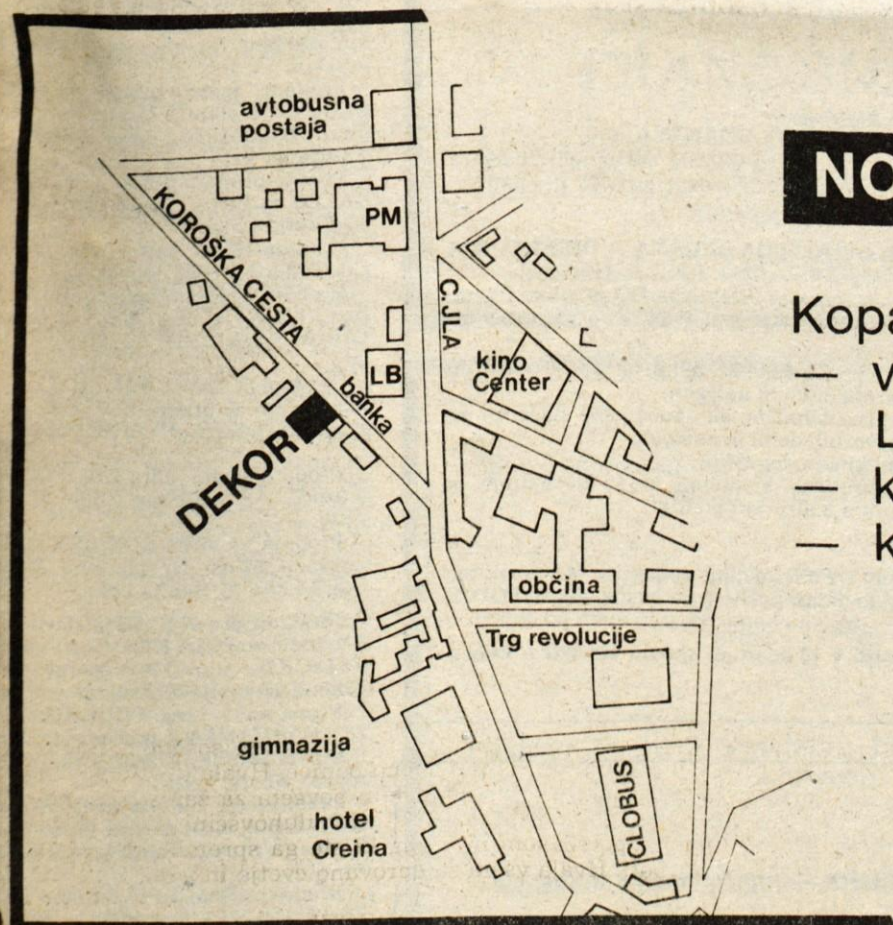 avtobusna
postaja
PM
KOROŠKA CESTA
C. JLA
kino
Center
LB
banka
DEKOR
občina
Trg revolucije
gimnazija
hotel
Creina
GLOBUS
NO
Kopa
— v
L
— K
— K